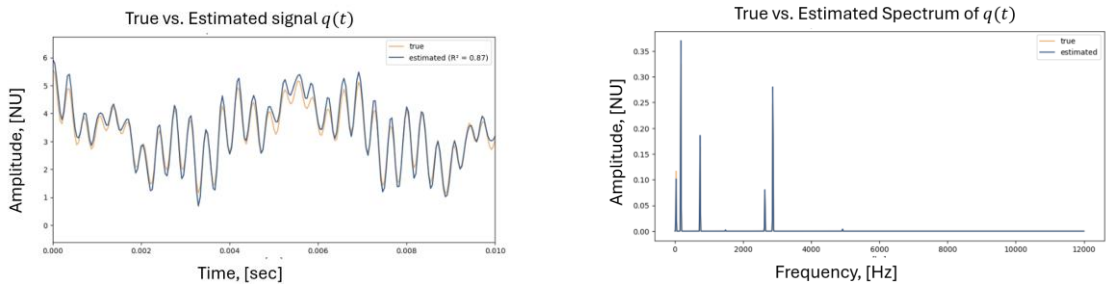 True vs. Estimated signal q(t)
true
estimated (R² = 0.87)
Amplitude, [NU]
6
5
4
3
2
1
0
0.000
0.002
0.004
0.006
0.008
0.010
Time, [sec]
True vs. Estimated Spectrum of q(t)
true
estimated
Amplitude, [NU]
0.35
0.30
0.25
0.20
0.15
0.10
0.05
0.00
0
2000
4000
6000
8000
10000
12000
Frequency, [Hz]